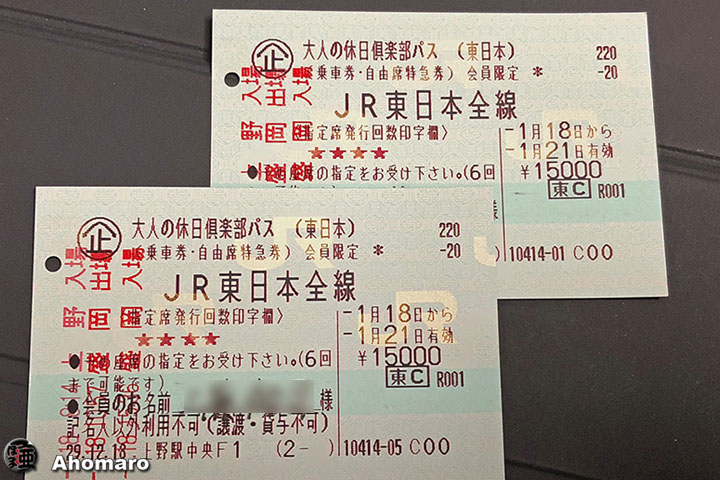 大人の休日倶楽部パス (東日本) 220
乗車券・自由席特急券) 会員限定 * -20
JR東日本全線
指定席発行回数印字欄>
★★★★
-1月18日から
-1月21日有効
の指定をお受け下さい。(6回
¥15000
東C R001
10414-01 C00
大人の休日倶楽部パス (東日本) 220
乗車券・自由席特急券) 会員限定 * -20
JR東日本全線
指定席発行回数印字欄>
★★★★
-1月18日から
-1月21日有効
の指定をお受け下さい。(6回
まで可能です)
¥15000
東C R001
●会員のお名前 様
記名人以外利用不可(譲渡・貸与不可)
29.12.18.上野駅中央F1 (2-) 10414-05 C00
入場
出場
入場
野
岡
岡
入場
出場
入場
野
岡
岡
Ahomaro